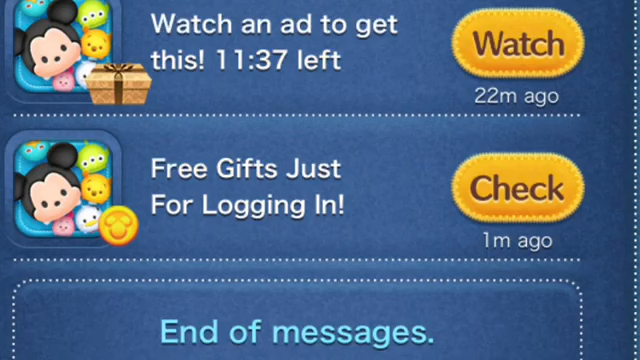 Watch an ad to get
this! 11:37 left
Watch
22m ago
Free Gifts Just
For Logging In!
Check
1m ago
End of messages.